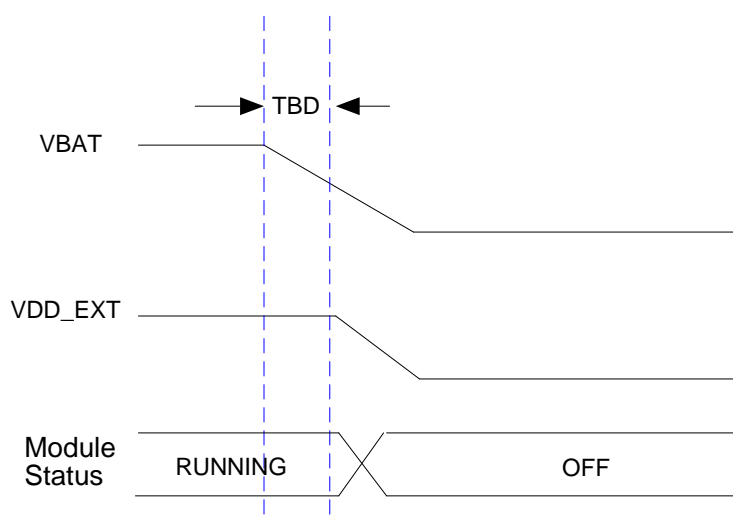 TBD
VBAT
VDD_EXT
Module
Status
RUNNING
OFF